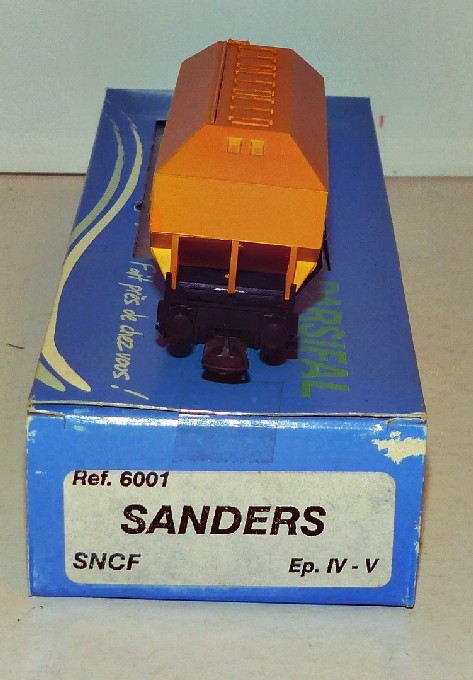 PARSIFAL
Fait près de chez vous !
Ref. 6001
SANDERS
SNCF
Ep. IV - V